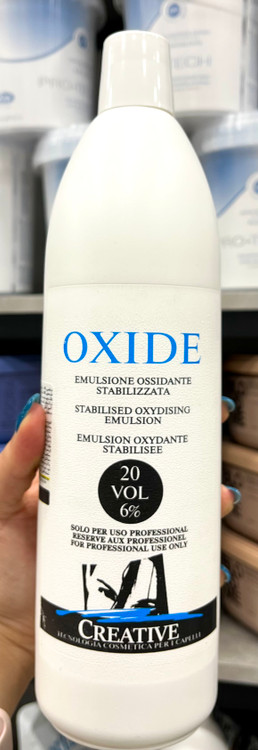 OXIDE
EMULSIONE OSSIDANTE
STABILIZZATA
STABILISED OXYDISING
EMULSION
EMULSION OXYDANTE
STABILISEE
20
VOL
6%
SOLO PER USO PROFESSIONAL
RESERVE AUX PROFESSIONEL
FOR PROFESSIONAL USE ONLY
CREATIVE
TECNOLOGIA COSMETICA PER I CAPELLI